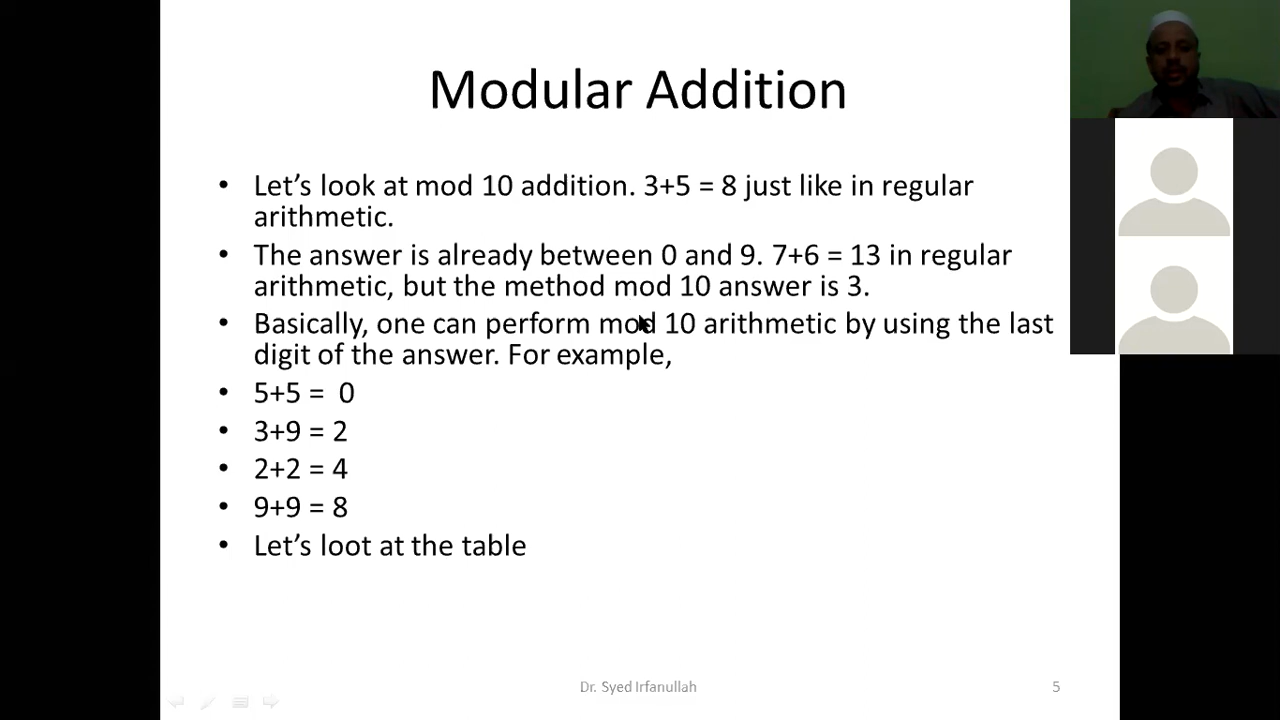 Modular Addition
• Let's look at mod 10 addition. 3+5 = 8 just like in regular
arithmetic.
• The answer is already between 0 and 9. 7+6 = 13 in regular
arithmetic, but the method mod 10 answer is 3.
• Basically, one can perform mod 10 arithmetic by using the last
digit of the answer. For example,
• 5+5 =  0
• 3+9 = 2
• 2+2 = 4
• 9+9 = 8
• Let's loot at the table
Dr. Syed Irfanullah
5